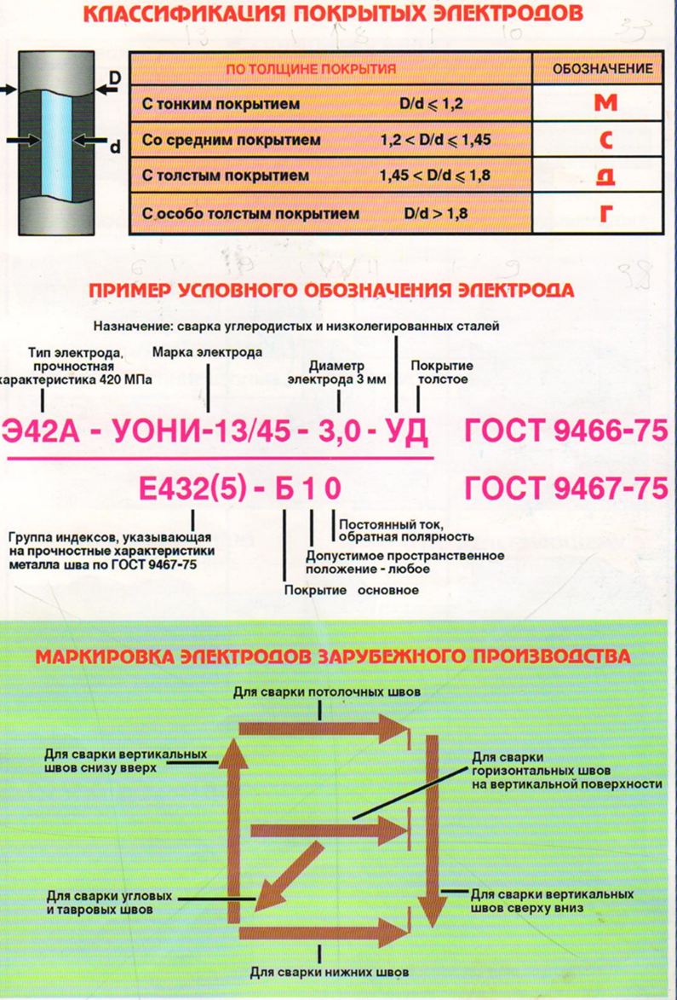 КЛАССИФИКАЦИЯ ПОКРЫТЫХ ЭЛЕКТРОДОВ
D
d
ПО ТОЛЩИНЕ ПОКРЫТИЯ ОБОЗНАЧЕНИЕ
С тонким покрытием D/d ⩽ 1,2 М
Со средним покрытием 1,2 < D/d ⩽ 1,45 С
С толстым покрытием 1,45 < D/d ⩽ 1,8 Д
С особо толстым покрытием D/d > 1,8 Г
ПРИМЕР УСЛОВНОГО ОБОЗНАЧЕНИЯ ЭЛЕКТРОДА
Назначение: сварка углеродистых и низколегированных сталей
Тип электрода,
прочностная
характеристика 420 МПа
Марка электрода
Диаметр
электрода 3 мм
Покрытие
толстое
Э42А - УОНИ-13/45 - 3,0 - УД ГОСТ 9466-75
Е432(5) - Б 1 0 ГОСТ 9467-75
Группа индексов, указывающая
на прочностные характеристики
металла шва по ГОСТ 9467-75
Постоянный ток,
обратная полярность
Допустимое пространственное
положение - любое
Покрытие основное
МАРКИРОВКА ЭЛЕКТРОДОВ ЗАРУБЕЖНОГО ПРОИЗВОДСТВА
Для сварки потолочных швов
Для сварки вертикальных
швов снизу вверх
Для сварки
горизонтальных швов
на вертикальной поверхности
Для сварки угловых
и тавровых швов
Для сварки вертикальных
швов сверху вниз
Для сварки нижних швов